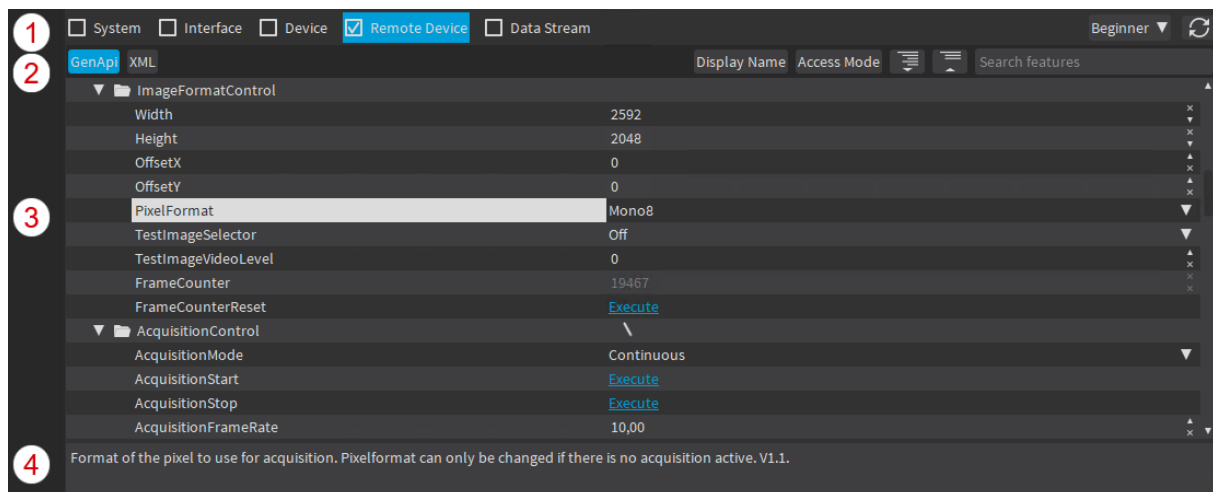 1 System Interface Device Remote Device Data Stream Beginner
2 GenApi XML Display Name Access Mode Search features
ImageFormatControl
Width 2592
Height 2048
OffsetX 0
OffsetY 0
3 PixelFormat Mono8
TestImageSelector Off
TestImageVideoLevel 0
FrameCounter 19467
FrameCounterReset Execute
AcquisitionControl
AcquisitionMode Continuous
AcquisitionStart Execute
AcquisitionStop Execute
AcquisitionFrameRate 10,00
4 Format of the pixel to use for acquisition. Pixelformat can only be changed if there is no acquisition active. V1.1.